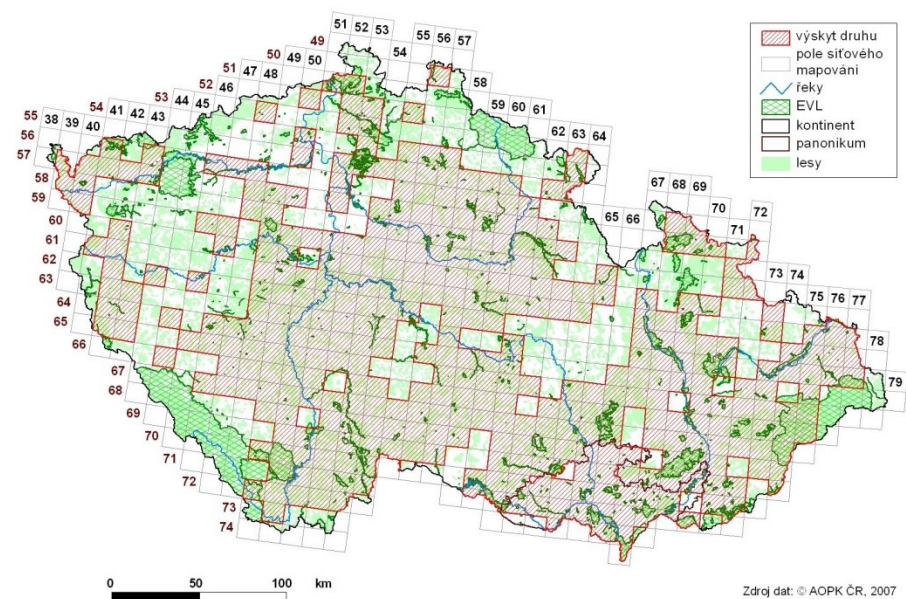 51 52 53
54
55 56 57
58
59 60 61
62 63 64
65 66
67 68 69
70
71
72
73 74
75 76 77
78
79
49
50 49 50
51 47 48
52 46
53 44 45
54 41 42 43
55 38 39 40
56
57
58
59
60
61
62
63
64
65
66
67
68
69
70
71
72
73
74
výskyt druhu
pole síťového
mapování
řeky
EVL
kontinent
panonikum
lesy
0 50 100 km
Zdroj dat: © AOPK ČR, 2007